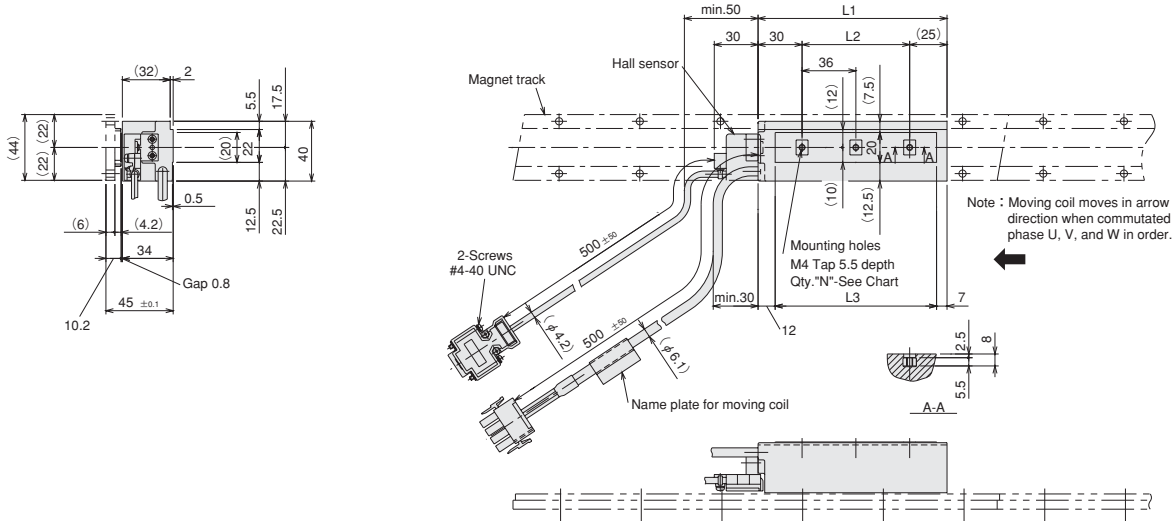 min.50
L1
30
30
L2
(25)
36
Hall sensor
Magnet track
(12)
(7.5)
20
A
A
(10)
(12.5)
(32)
2
5.5
17.5
(44)
(22)
(22)
(20)
22
40
0.5
12.5
22.5
(6)
(4.2)
34
Gap 0.8
45 ±0.1
10.2
Note : Moving coil moves in arrow
direction when commutated
phase U, V, and W in order.
500 ±50
2-Screws
#4-40 UNC
Mounting holes
M4 Tap 5.5 depth
Qty."N"-See Chart
min.30
L3
7
12
(φ4.2)
500 ±50
(φ6.1)
Name plate for moving coil
2.5
8
5.5
A-A